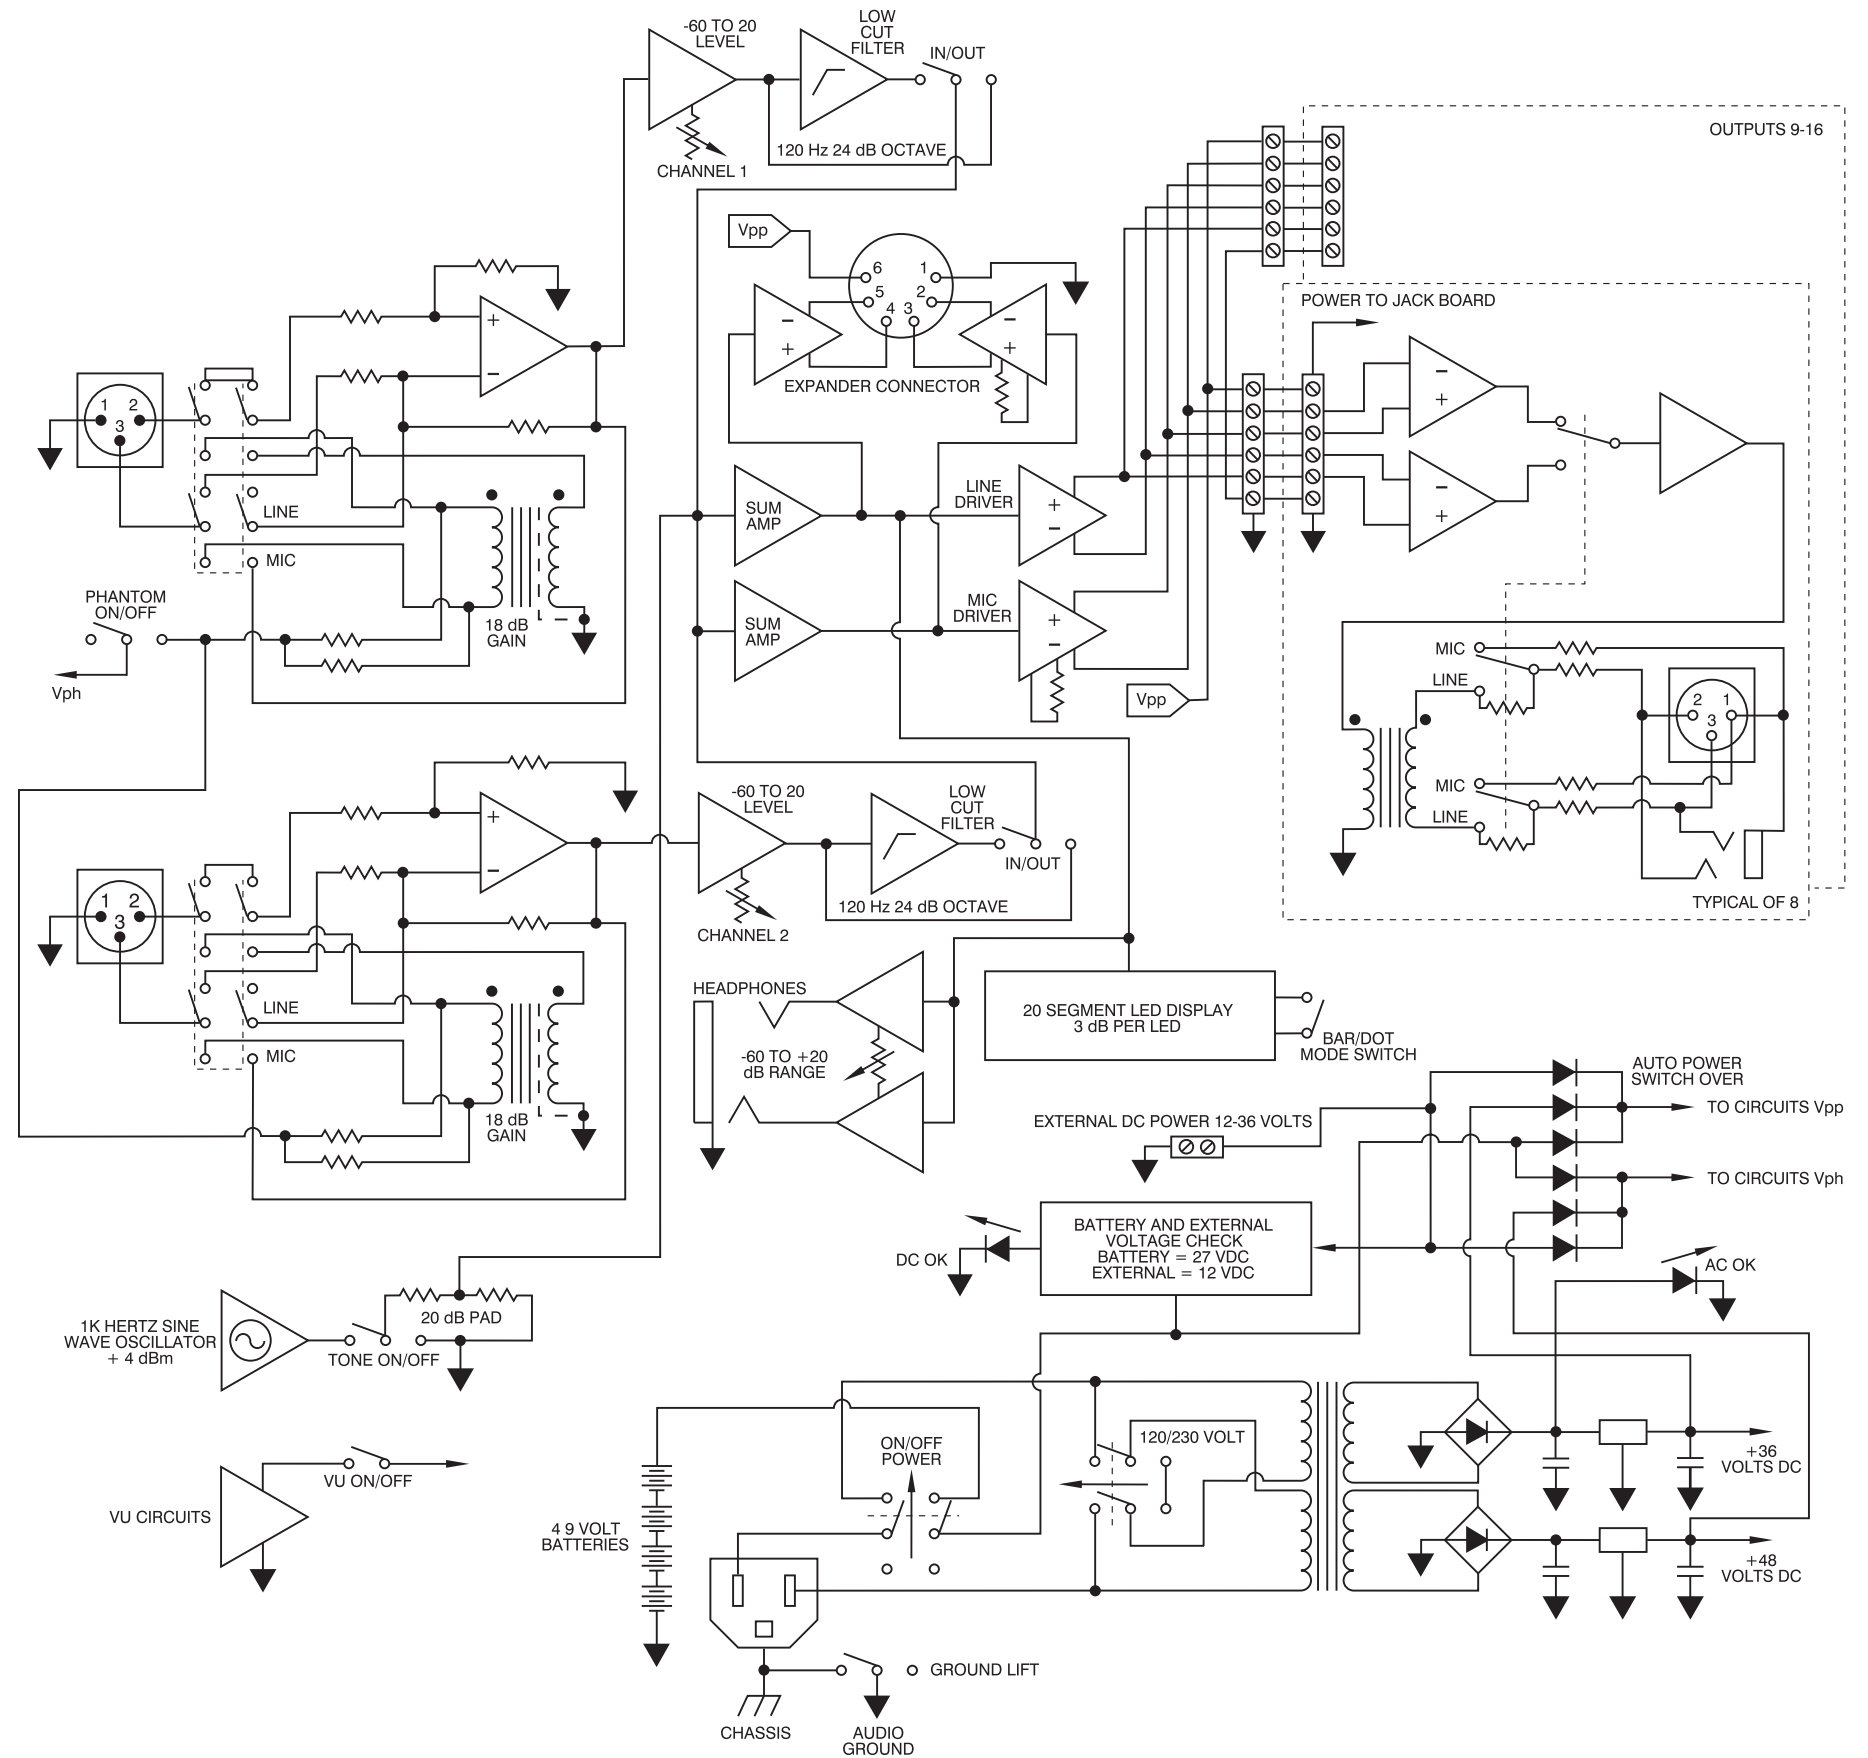 -60 TO 20
LEVEL
LOW
CUT
FILTER
IN/OUT
120 Hz 24 dB OCTAVE
CHANNEL 1
OUTPUTS 9-16
Vpp
6
1
5
2
4
3
EXPANDER CONNECTOR
POWER TO JACK BOARD
+
−
−
+
−
+
−
+
−
+
1
2
3
LINE
MIC
18 dB
GAIN
PHANTOM
ON/OFF
Vph
SUM
AMP
LINE
DRIVER
+
−
SUM
AMP
MIC
DRIVER
+
−
Vpp
MIC
LINE
2
1
3
MIC
LINE
TYPICAL OF 8
+
−
1
2
3
LINE
MIC
18 dB
GAIN
-60 TO 20
LEVEL
LOW
CUT
FILTER
IN/OUT
120 Hz 24 dB OCTAVE
CHANNEL 2
HEADPHONES
-60 TO +20
dB RANGE
20 SEGMENT LED DISPLAY
3 dB PER LED
BAR/DOT
MODE SWITCH
AUTO POWER
SWITCH OVER
TO CIRCUITS Vpp
EXTERNAL DC POWER 12-36 VOLTS
TO CIRCUITS Vph
BATTERY AND EXTERNAL
VOLTAGE CHECK
BATTERY = 27 VDC
EXTERNAL = 12 VDC
DC OK
AC OK
1K HERTZ SINE
WAVE OSCILLATOR
+ 4 dBm
20 dB PAD
TONE ON/OFF
VU CIRCUITS
VU ON/OFF
4 9 VOLT
BATTERIES
ON/OFF
POWER
120/230 VOLT
+36
VOLTS DC
+48
VOLTS DC
GROUND LIFT
CHASSIS
AUDIO
GROUND